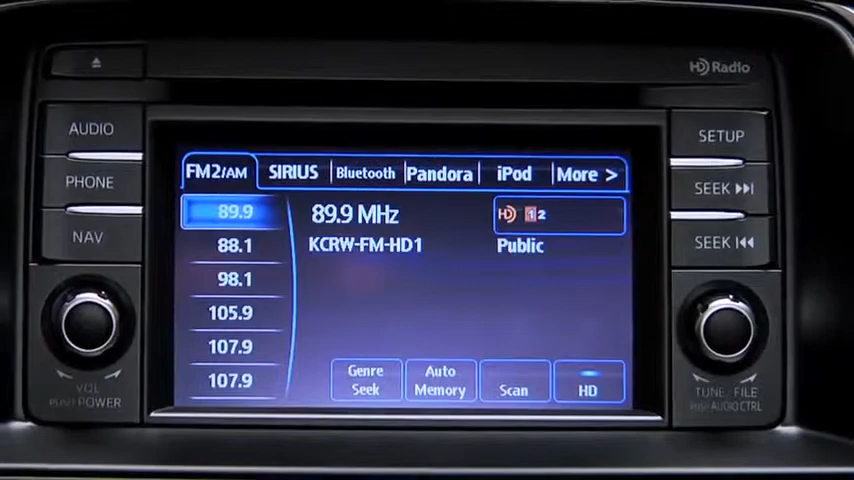 HD Radio
AUDIO
PHONE
NAV
VOL
PUSH POWER
FM2/AM SIRIUS Bluetooth Pandora iPod More >
89.9
88.1
98.1
105.9
107.9
107.9
89.9 MHz
HD 1 2
KCRW-FM-HD1 Public
Genre Seek
Auto Memory
Scan
HD
SETUP
SEEK
SEEK
TUNE FILE
PUSH AUDIO CTRL